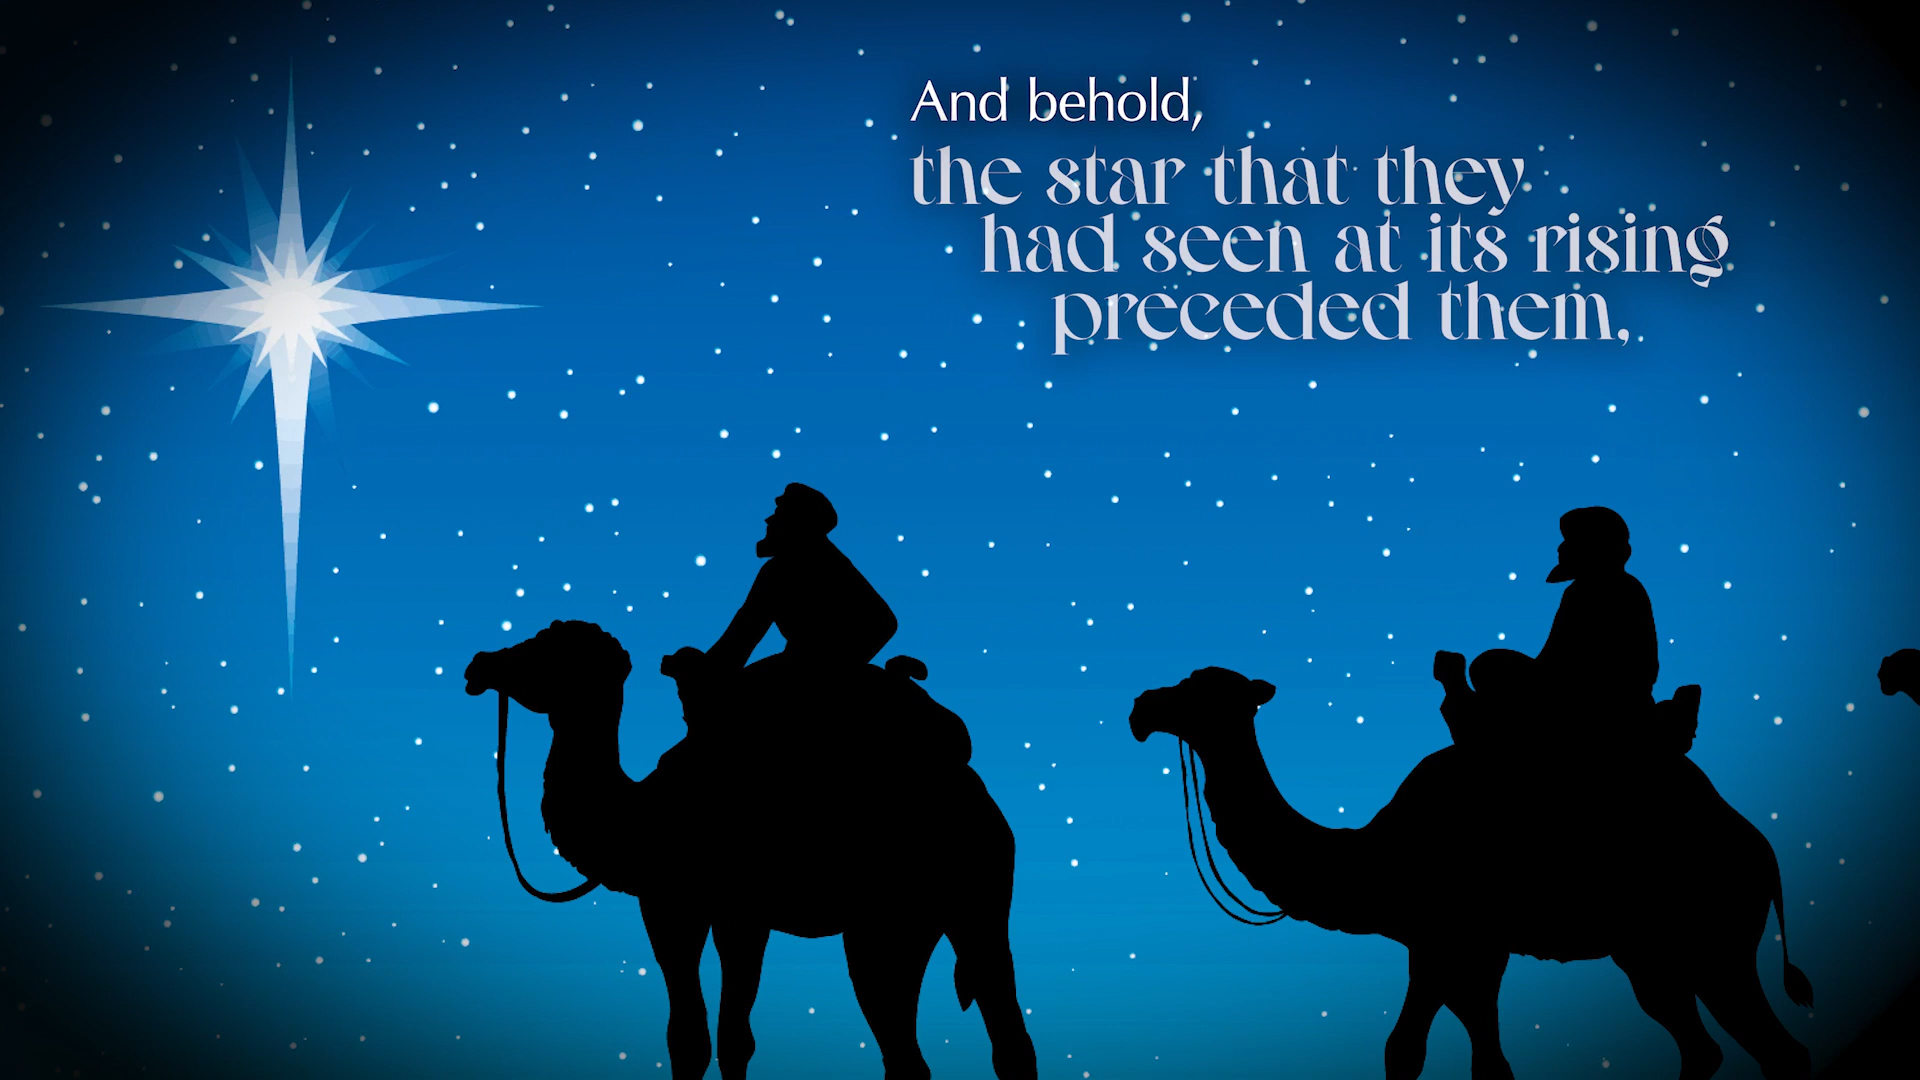 And behold,
the star that they
had seen at its rising
preceded them,